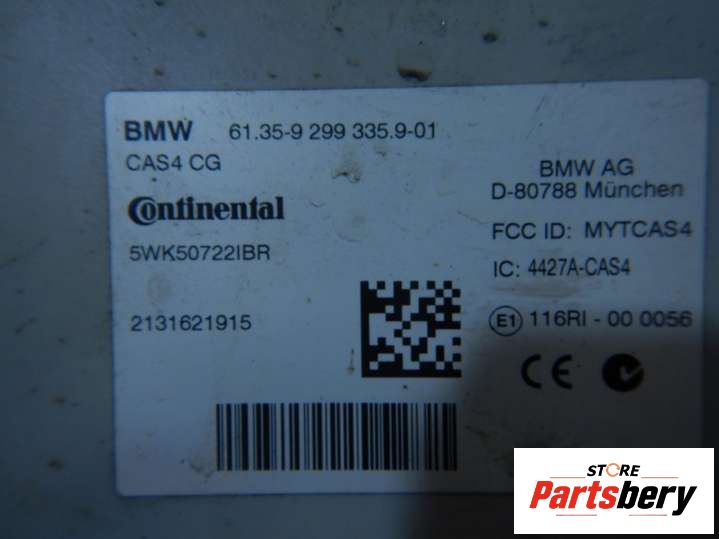 BMW 61.35-9 299 335.9-01
CAS4 CG
Continental
5WK50722IBR
2131621915
BMW AG
D-80788 München
FCC ID: MYTCAS4
IC: 4427A-CAS4
E1 116RI - 00 0056
CE
STORE
Partsbery